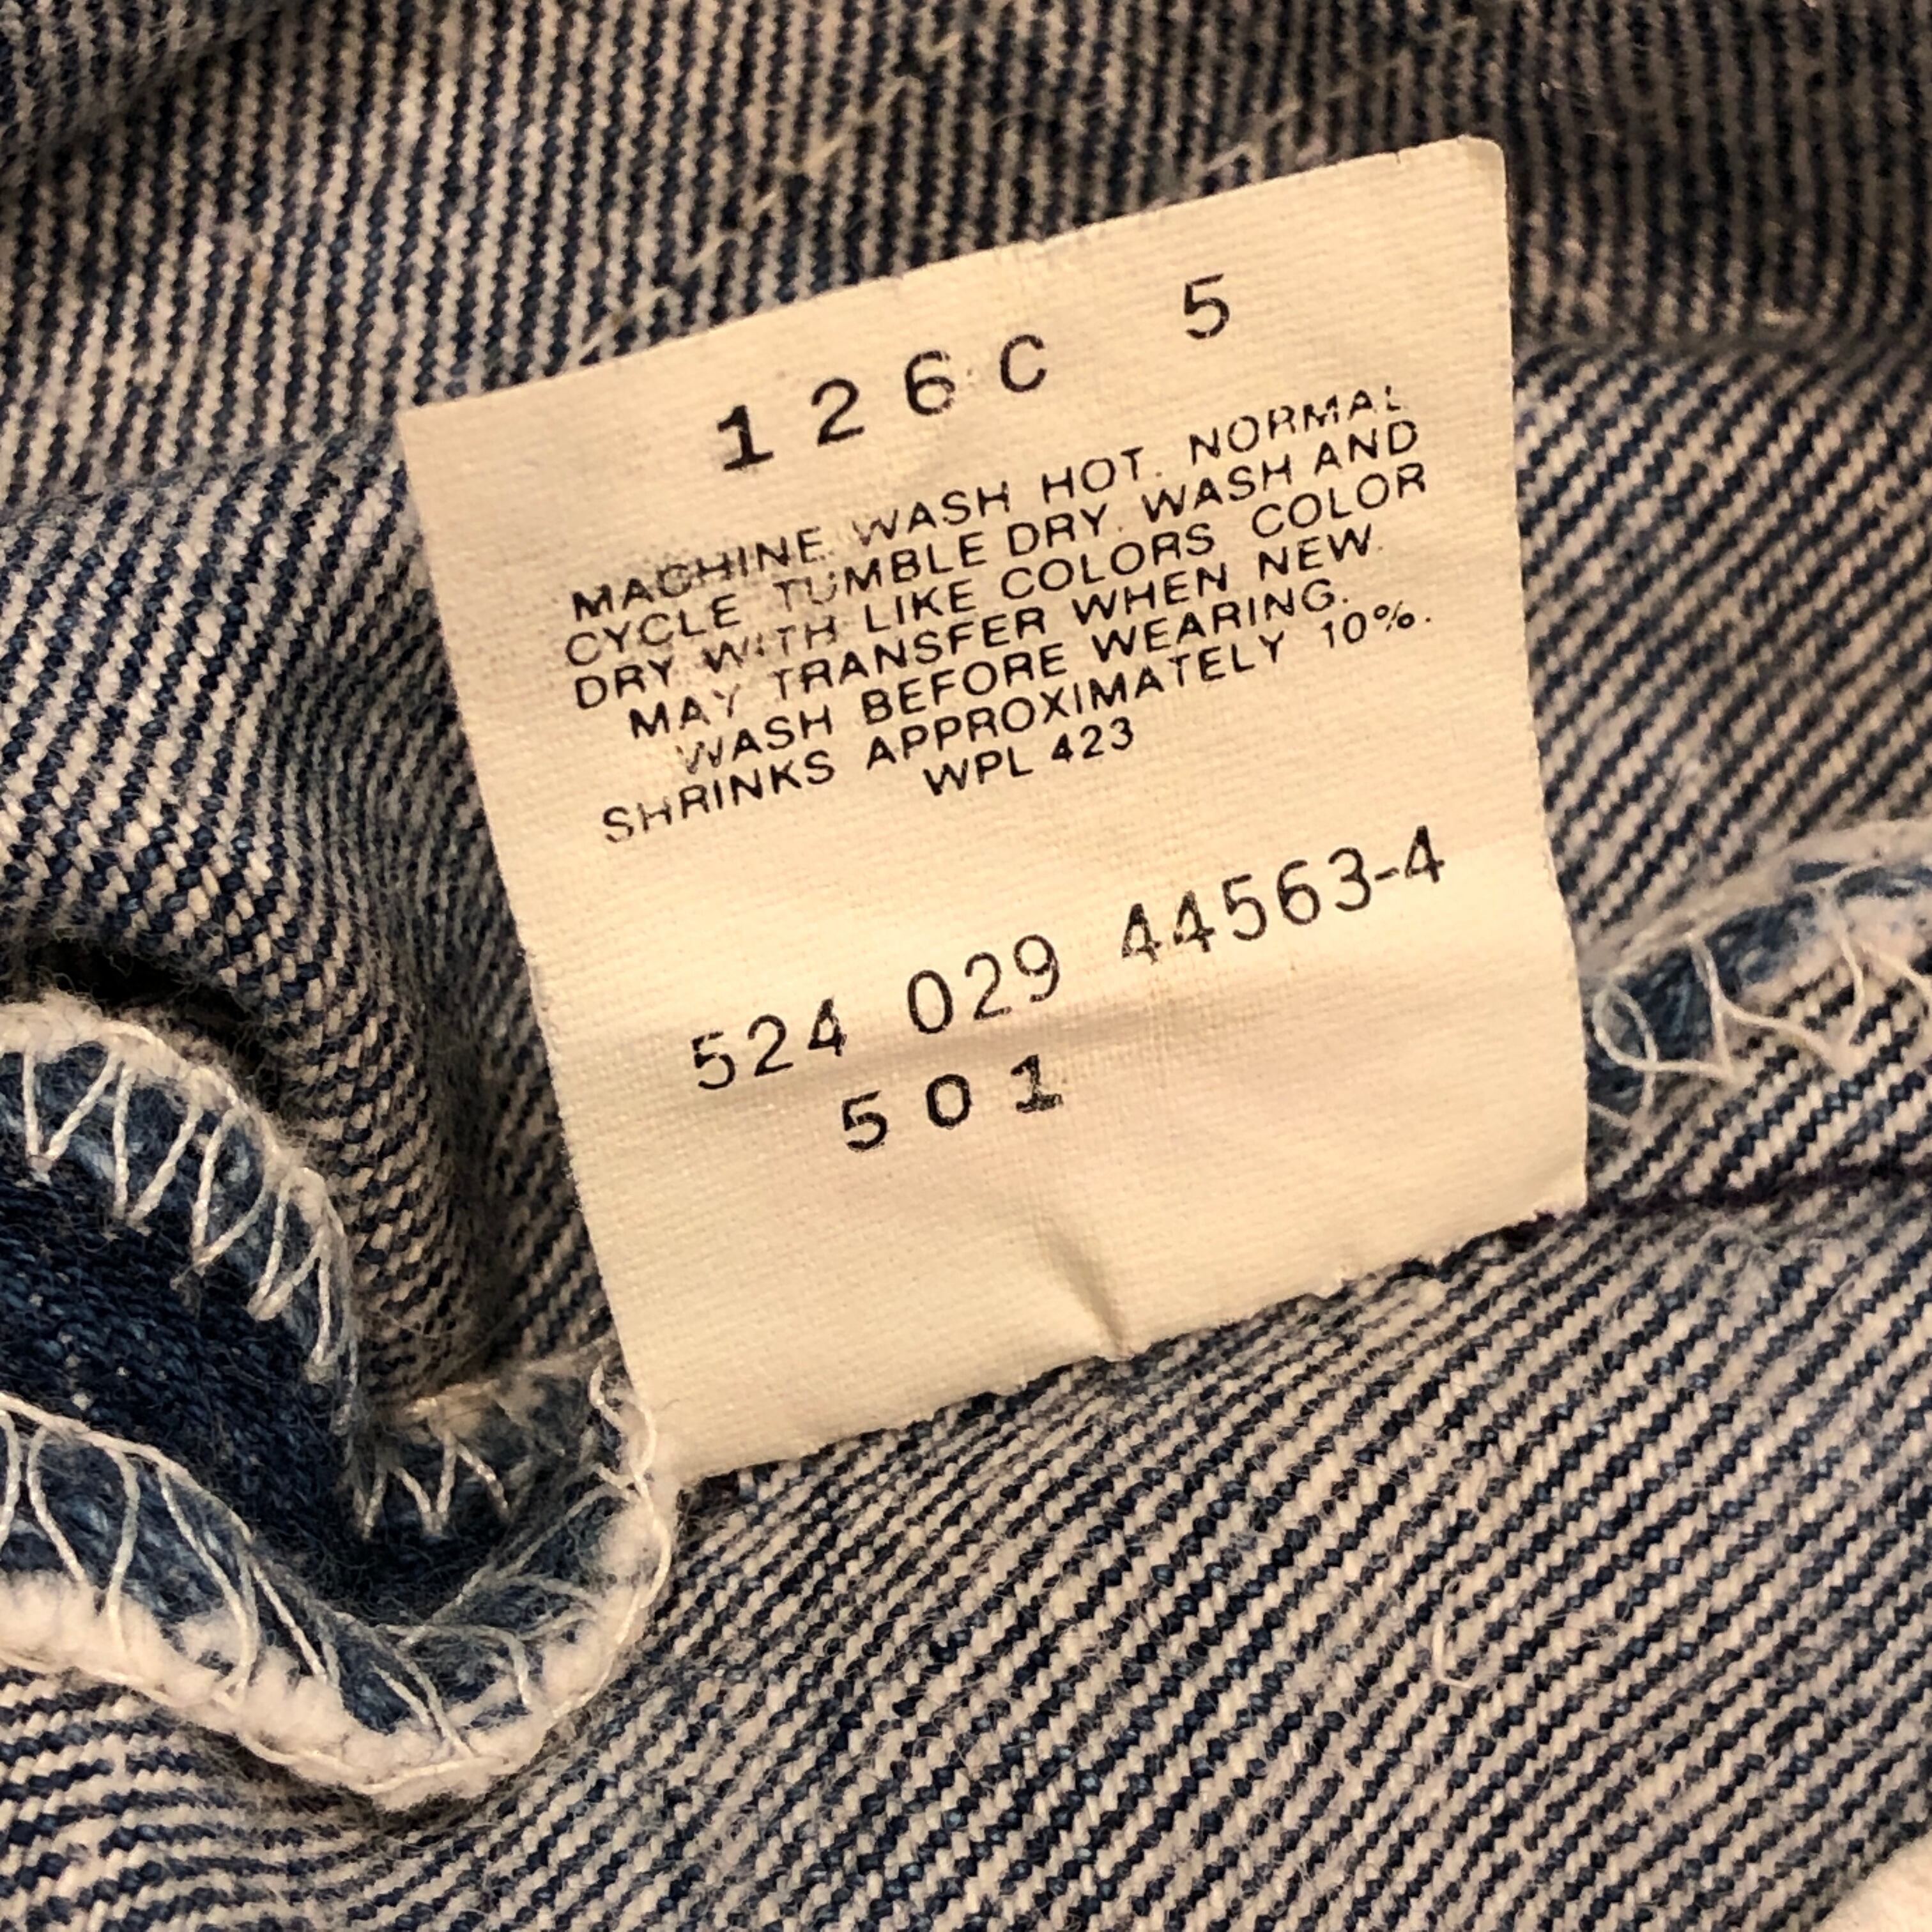 126C 5
MACHINE WASH HOT. NORMAL
CYCLE TUMBLE DRY. WASH AND
DRY WITH LIKE COLORS COLOR
MAY TRANSFER WHEN NEW.
WASH BEFORE WEARING.
SHRINKS APPROXIMATELY 10%.
WPL 423
524 029 44563-4
501